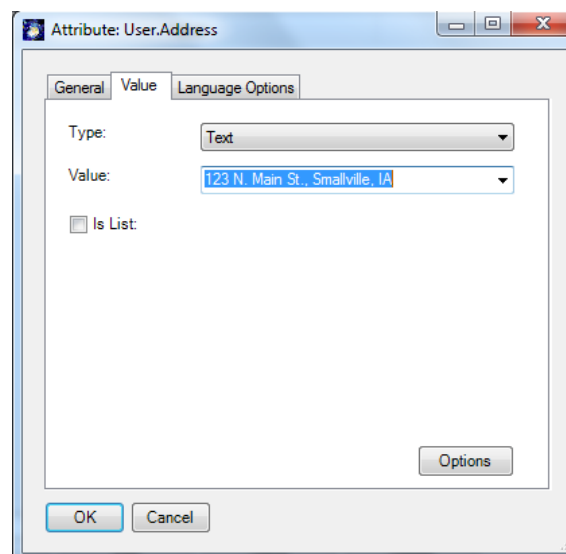 Attribute: User.Address
General Value Language Options
Type: Text
Value: 123 N. Main St., Smallville, IA
Is List:
Options
OK Cancel